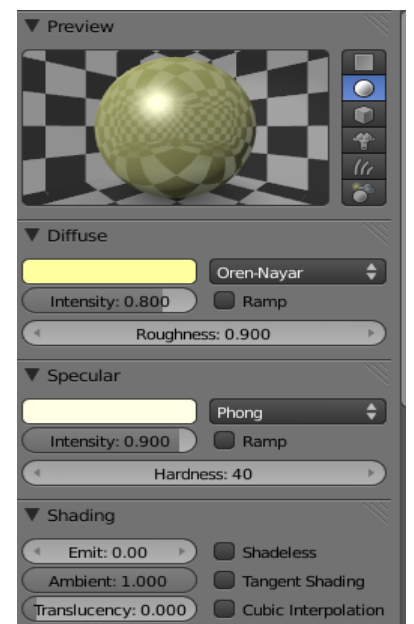 Preview
Diffuse
Oren-Nayar
Intensity: 0.800 Ramp
Roughness: 0.900
Specular
Phong
Intensity: 0.900 Ramp
Hardness: 40
Shading
Emit: 0.00 Shadeless
Ambient: 1.000 Tangent Shading
Translucency: 0.000 Cubic Interpolation